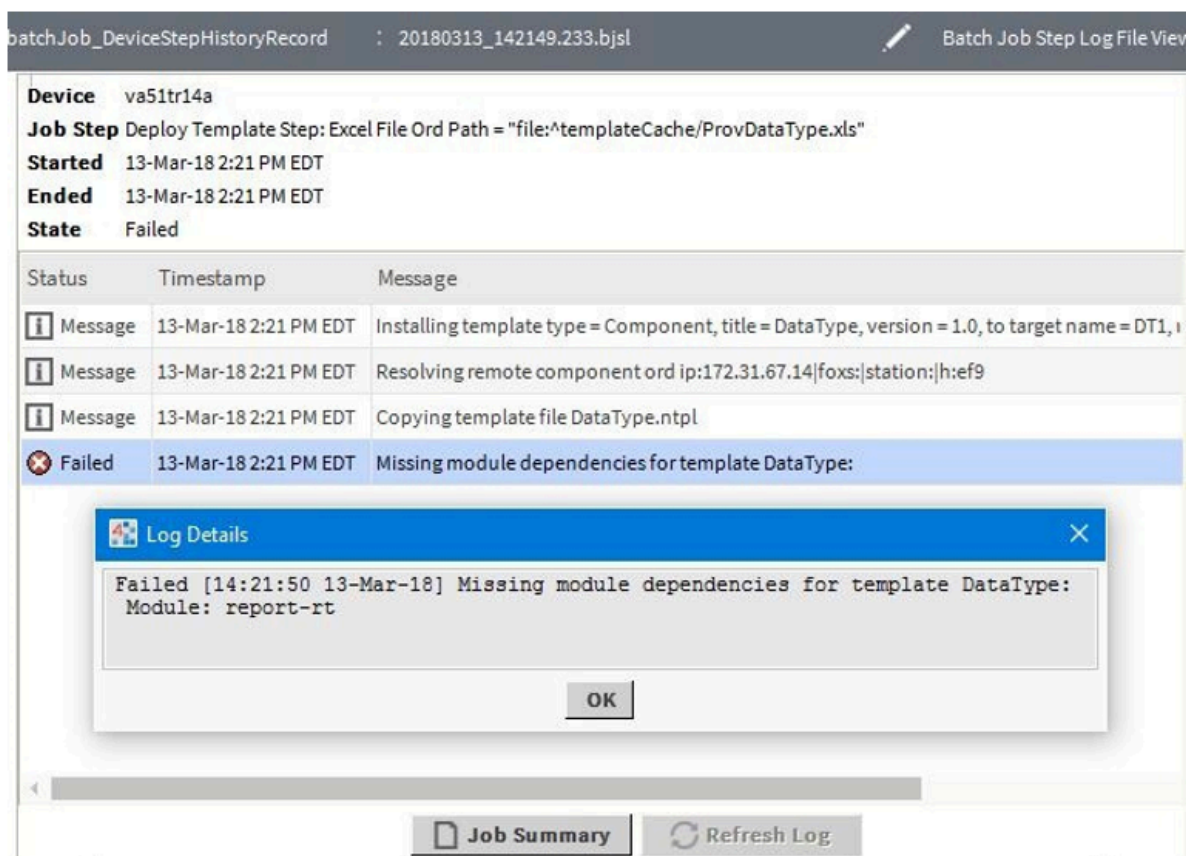 batchJob_DeviceStepHistoryRecord : 20180313_142149.233.bjsl Batch Job Step Log File View
Device va51tr14a
Job Step Deploy Template Step: Excel File Ord Path = "file:^templateCache/ProvDataType.xls"
Started 13-Mar-18 2:21 PM EDT
Ended 13-Mar-18 2:21 PM EDT
State Failed
Status Timestamp Message
Message 13-Mar-18 2:21 PM EDT Installing template type = Component, title = DataType, version = 1.0, to target name = DT1,
Message 13-Mar-18 2:21 PM EDT Resolving remote component ord ip:172.31.67.14|foxs:|station:|h:ef9
Message 13-Mar-18 2:21 PM EDT Copying template file DataType.ntpl
Failed 13-Mar-18 2:21 PM EDT Missing module dependencies for template DataType:
Log Details
Failed [14:21:50 13-Mar-18] Missing module dependencies for template DataType:
Module: report-rt
OK
Job Summary Refresh Log